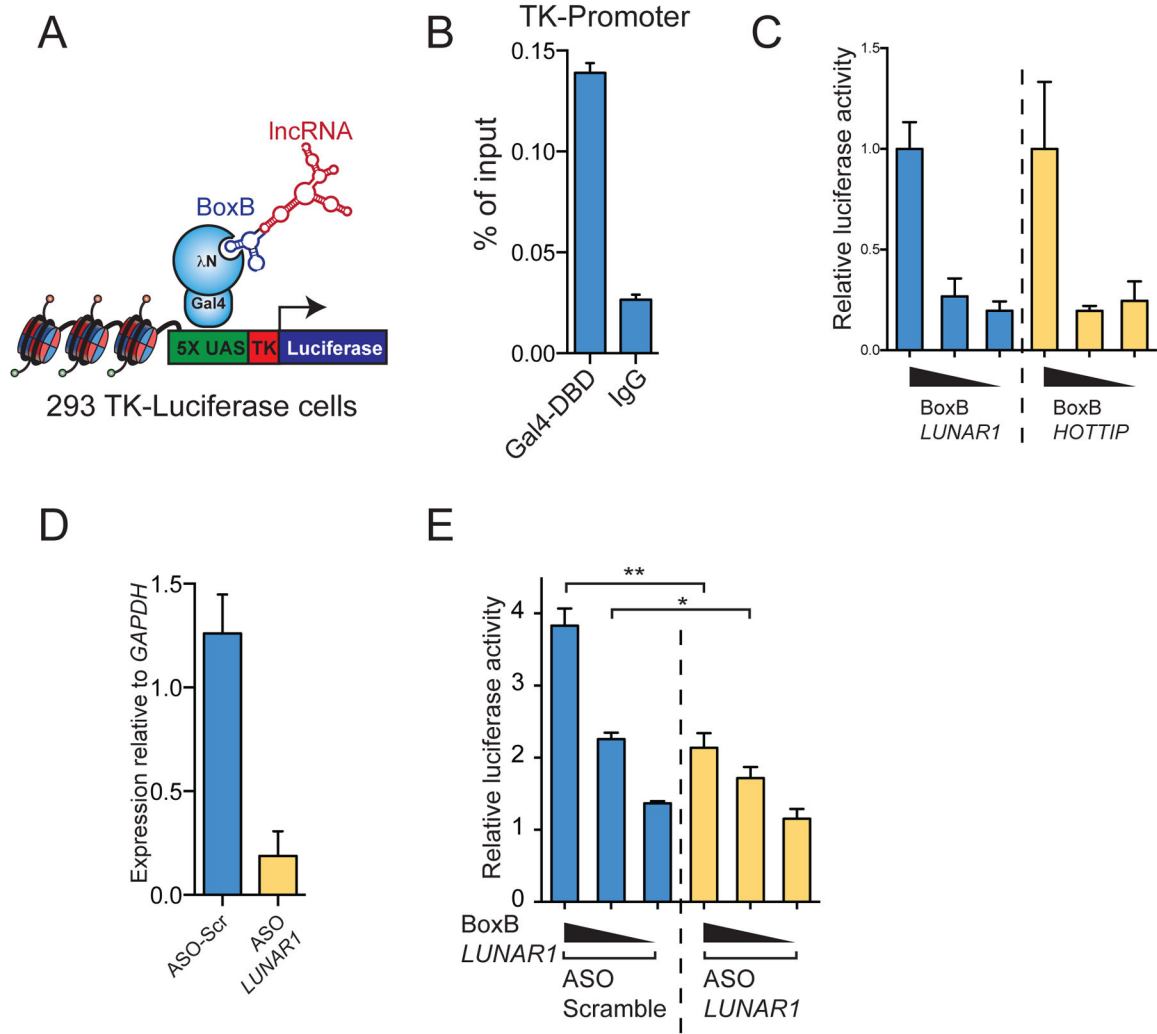 A
lncRNA
BoxB
λN
Gal4
5X UAS TK Luciferase
293 TK-Luciferase cells
B
TK-Promoter
% of input
0.15
0.10
0.05
0.00
Gal4-DBD
IgG
C
Relative luciferase activity
1.5
1.0
0.5
0.0
BoxB
LUNAR1
BoxB
HOTTIP
D
Expression relative to GAPDH
1.5
1.0
0.5
0.0
ASO-Scr
ASO
LUNAR1
E
Relative luciferase activity
4
3
2
1
0
**
*
BoxB
LUNAR1
ASO
Scramble
ASO
LUNAR1